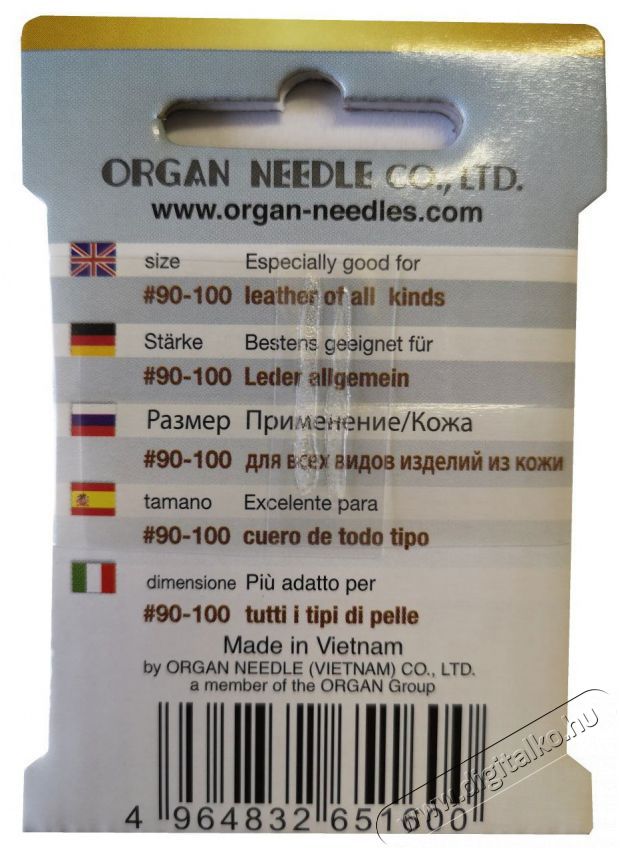 ORGAN NEEDLE CO., LTD.
www.organ-needles.com
size Especially good for
#90-100 leather of all kinds
Stärke Bestens geeignet für
#90-100 Leder allgemein
Размер Применение/Кожа
#90-100 для всех видов изделий из кожи
tamano Excelente para
#90-100 cuero de todo tipo
dimensione Più adatto per
#90-100 tutti i tipi di pelle
Made in Vietnam
by ORGAN NEEDLE (VIETNAM) CO., LTD.
a member of the ORGAN Group
4 964832 651600
www.digitalko.hu